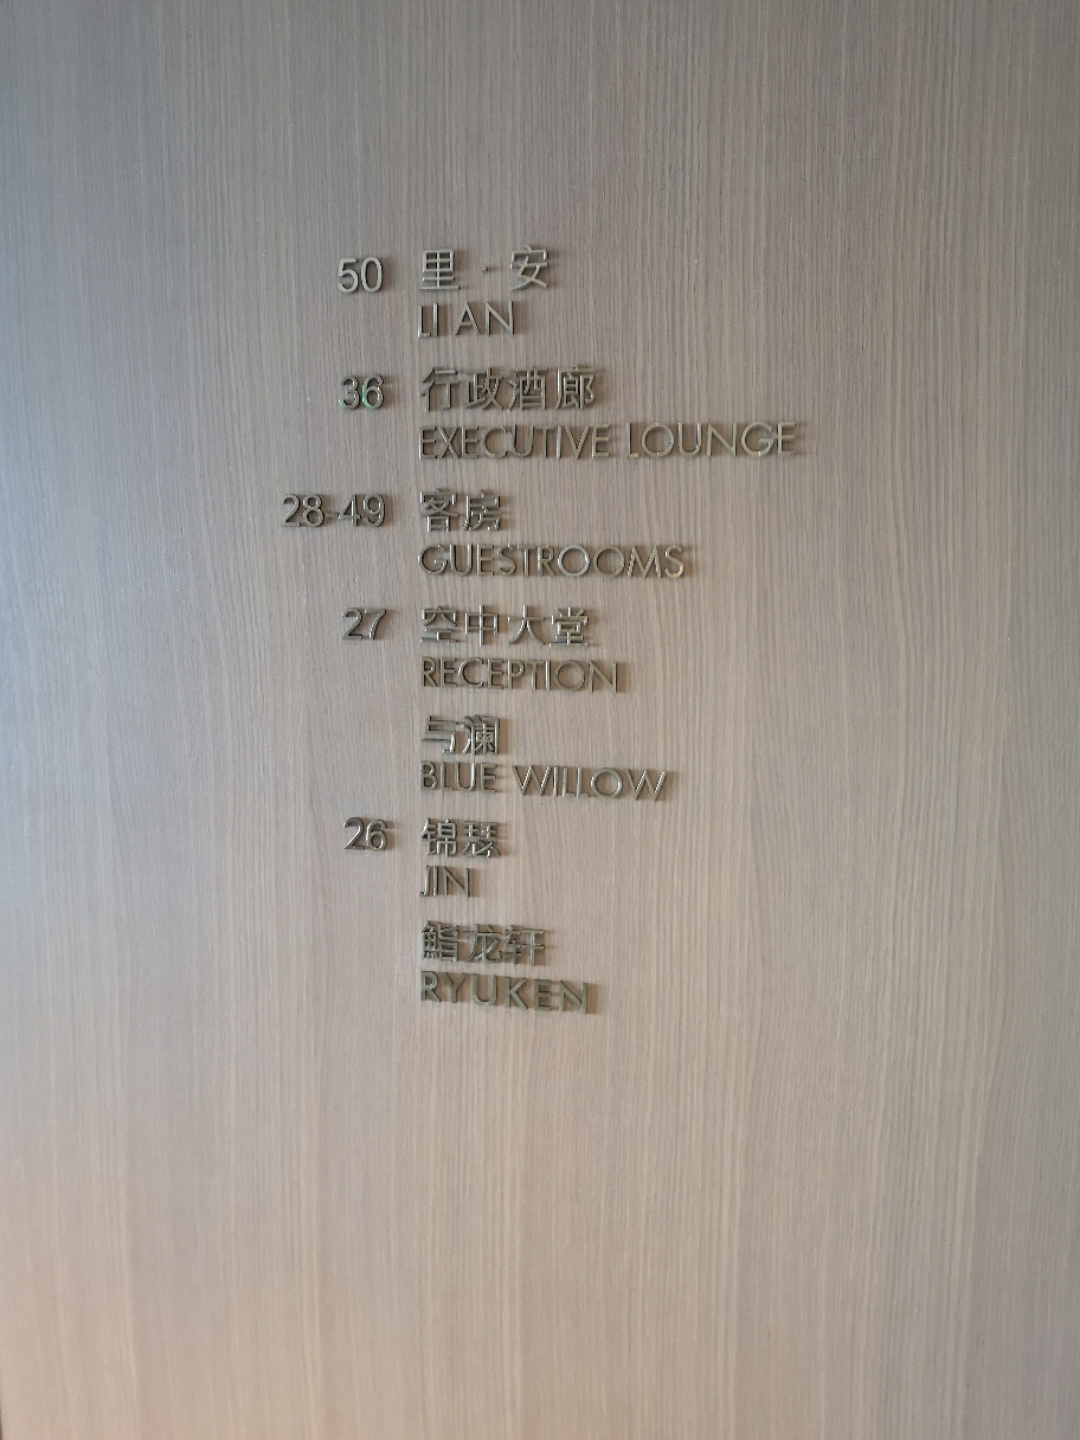 50 里·安
LI AN
36 行政酒廊
EXECUTIVE LOUNGE
28-49 客房
GUESTROOMS
27 空中大堂
RECEPTION
与澜
BLUE WILLOW
26 锦瑟
JIN
鮨龙轩
RYUKEN